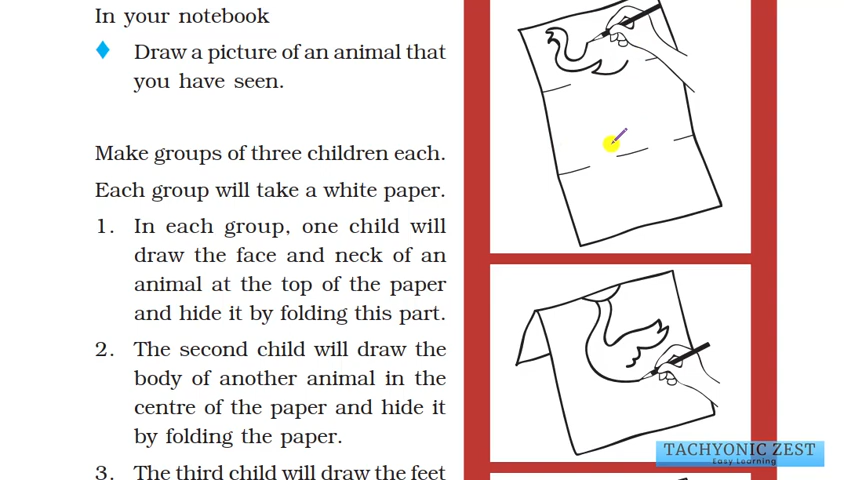 In your notebook
Draw a picture of an animal that
you have seen.
Make groups of three children each.
Each group will take a white paper.
1. In each group, one child will
draw the face and neck of an
animal at the top of the paper
and hide it by folding this part.
2. The second child will draw the
body of another animal in the
centre of the paper and hide it
by folding the paper.
3. The third child will draw the feet
TACHYONIC ZEST
Easy Learning